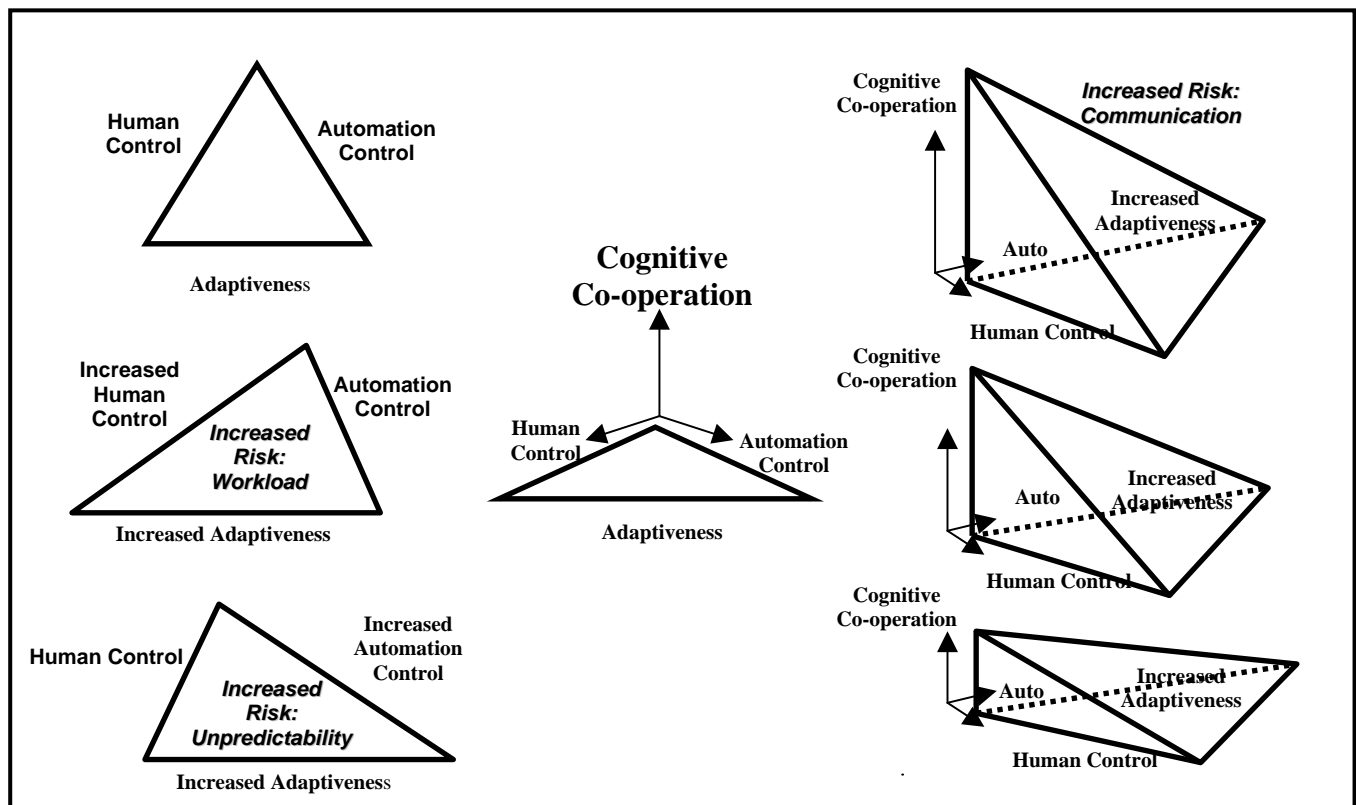 Human
Control
Automation
Control
Adaptiveness
Increased
Human
Control
Automation
Control
Increased
Risk:
Workload
Increased Adaptiveness
Human Control
Increased
Automation
Control
Increased
Risk:
Unpredictability
Increased Adaptiveness
Cognitive
Co-operation
Human
Control
Automation
Control
Adaptiveness
Cognitive
Co-operation
Increased Risk:
Communication
Increased
Adaptiveness
Auto
Human Control
Cognitive
Co-operation
Increased
Adaptiveness
Auto
Human Control
Cognitive
Co-operation
Increased
Adaptiveness
Auto
Human Control